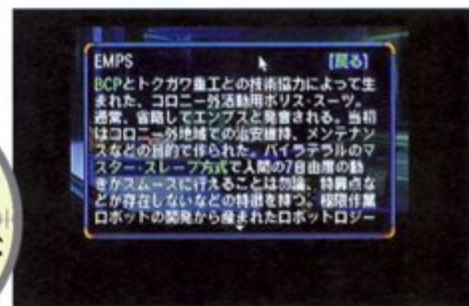 EMPS [戻る]
BCPとトクガワ重工との技術協力によって生
まれた、コロニー外活動用ポリス・スーツ。
通常、省略してエンプスと発音される。当初
はコロニー外地域での治安維持、メンテナン
スなどの目的で作られた。バイラテラルのマ
スター・スレーブ方式で人間の7自由度の動
きがスムースに行えることは勿論、特異点な
どが存在しないなどの特徴を持つ。極限作業
ロボットの開発から産まれたロボットロジー